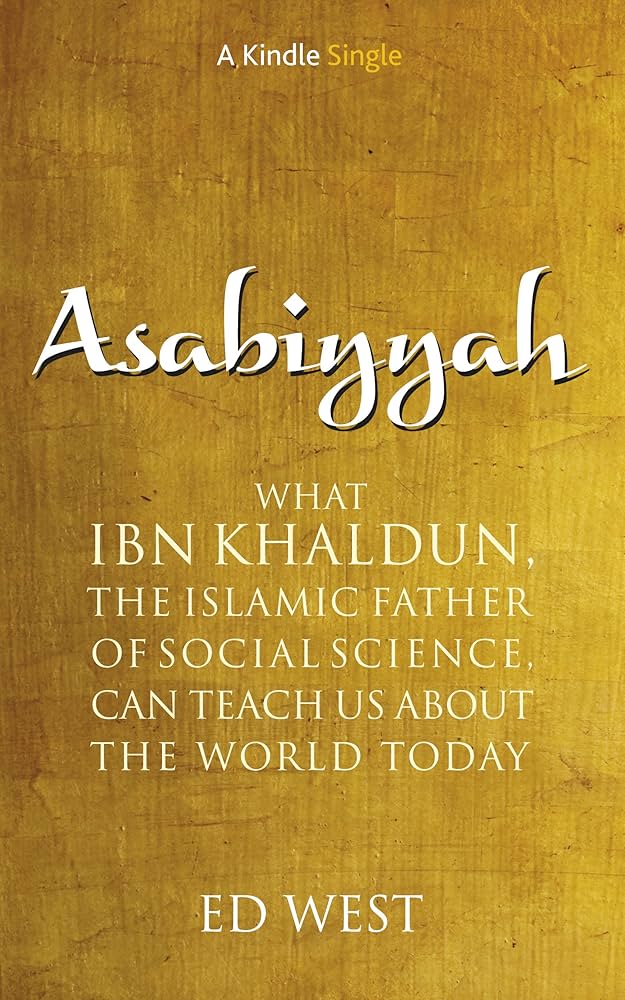 A Kindle Single
Asabiyyah
WHAT
IBN KHALDUN,
THE ISLAMIC FATHER
OF SOCIAL SCIENCE,
CAN TEACH US ABOUT
THE WORLD TODAY
ED WEST